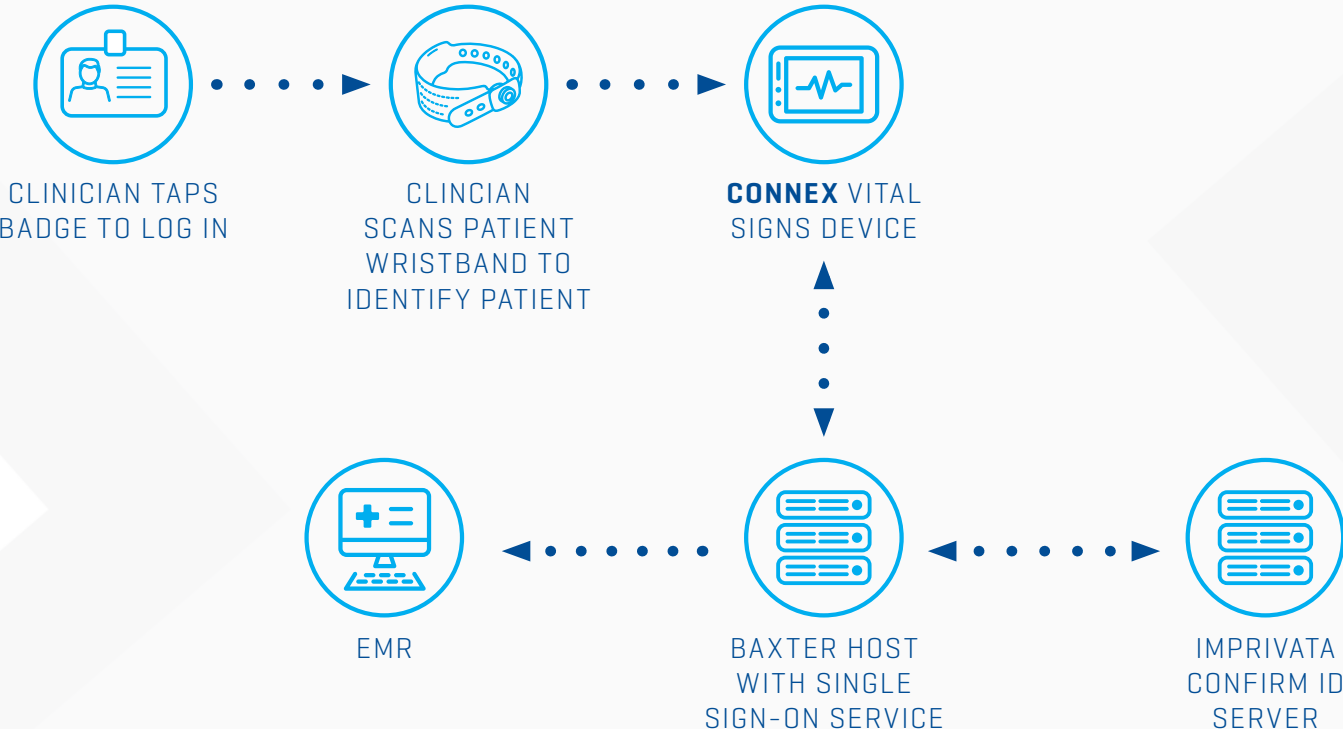 CLINICIAN TAPS
BADGE TO LOG IN
CLINCIAN
SCANS PATIENT
WRISTBAND TO
IDENTIFY PATIENT
CONNEX VITAL
SIGNS DEVICE
EMR
BAXTER HOST
WITH SINGLE
SIGN-ON SERVICE
IMPRIVATA
CONFIRM ID
SERVER